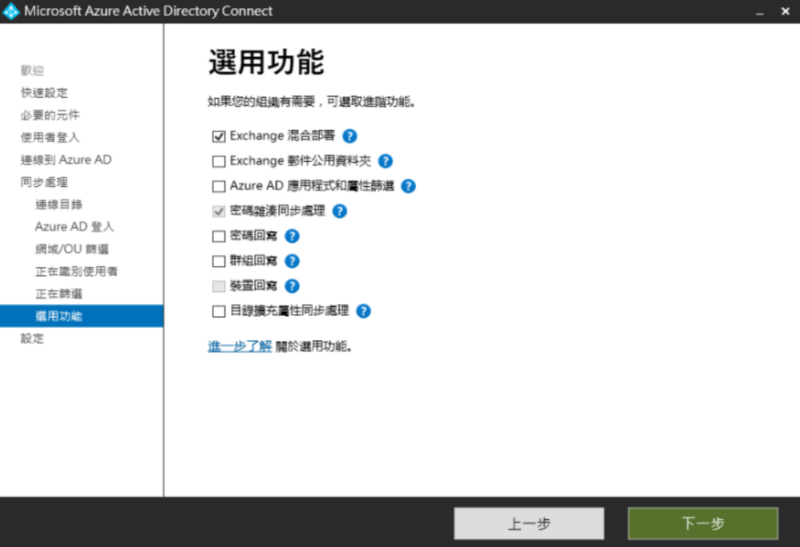 Microsoft Azure Active Directory Connect
歡迎
快速設定
必要的元件
使用者登入
連線到 Azure AD
同步處理
連線目錄
Azure AD 登入
網域/OU 篩選
正在識別使用者
正在篩選
選用功能
設定
選用功能
如果您的組織有需要，可選取進階功能。
Exchange 混合部署 ?
Exchange 郵件公用資料夾 ?
Azure AD 應用程式和屬性篩選 ?
密碼雜湊同步處理 ?
密碼回寫 ?
群組回寫 ?
裝置回寫 ?
目錄擴充屬性同步處理 ?
進一步了解 關於選用功能。
上一步
下一步